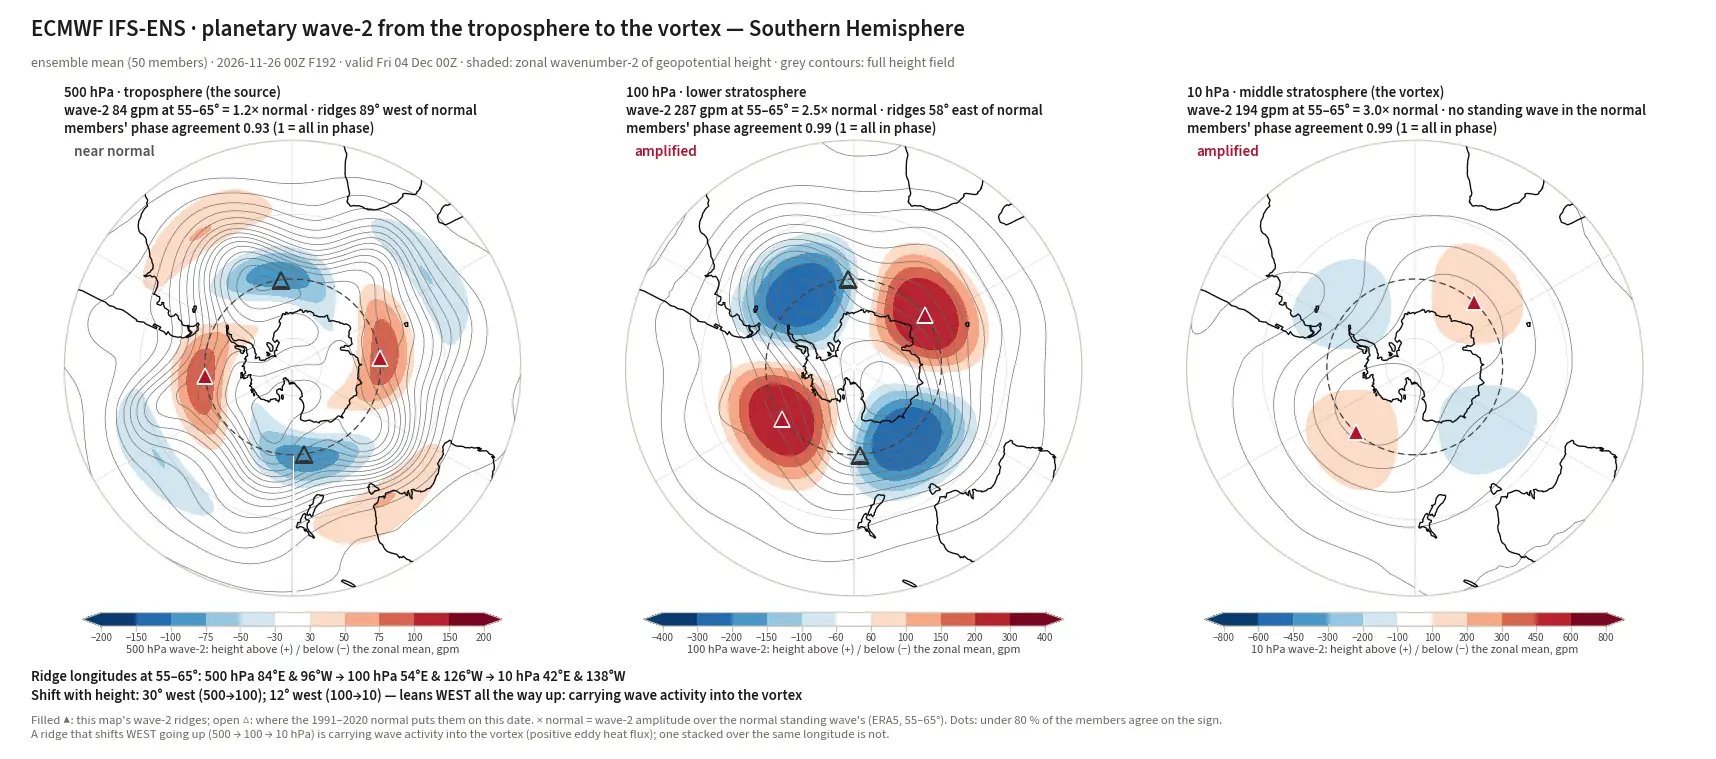 ECMWF IFS-ENS · planetary wave-2 from the troposphere to the vortex — Southern Hemisphere
ensemble mean (50 members) · 2026-11-26 00Z F192 · valid Fri 04 Dec 00Z · shaded: zonal wavenumber-2 of geopotential height · grey contours: full height field
500 hPa · troposphere (the source)
wave-2 84 gpm at 55–65° = 1.2× normal · ridges 89° west of normal
members' phase agreement 0.93 (1 = all in phase)
near normal
100 hPa · lower stratosphere
wave-2 287 gpm at 55–65° = 2.5× normal · ridges 58° east of normal
members' phase agreement 0.99 (1 = all in phase)
amplified
10 hPa · middle stratosphere (the vortex)
wave-2 194 gpm at 55–65° = 3.0× normal · no standing wave in the normal
members' phase agreement 0.99 (1 = all in phase)
amplified
−200 −150 −100 −75 −50 −30 30 50 75 100 150 200
500 hPa wave-2: height above (+) / below (−) the zonal mean, gpm
−400 −300 −200 −150 −100 −60 60 100 150 200 300 400
100 hPa wave-2: height above (+) / below (−) the zonal mean, gpm
−800 −600 −450 −300 −200 −100 100 200 300 450 600 800
10 hPa wave-2: height above (+) / below (−) the zonal mean, gpm
Ridge longitudes at 55–65°: 500 hPa 84°E & 96°W → 100 hPa 54°E & 126°W → 10 hPa 42°E & 138°W
Shift with height: 30° west (500→100); 12° west (100→10) — leans WEST all the way up: carrying wave activity into the vortex
Filled ▲: this map's wave-2 ridges; open △: where the 1991–2020 normal puts them on this date. × normal = wave-2 amplitude over the normal standing wave's (ERA5, 55–65°). Dots: under 80 % of the members agree on the sign.
A ridge that shifts WEST going up (500 → 100 → 10 hPa) is carrying wave activity into the vortex (positive eddy heat flux); one stacked over the same longitude is not.